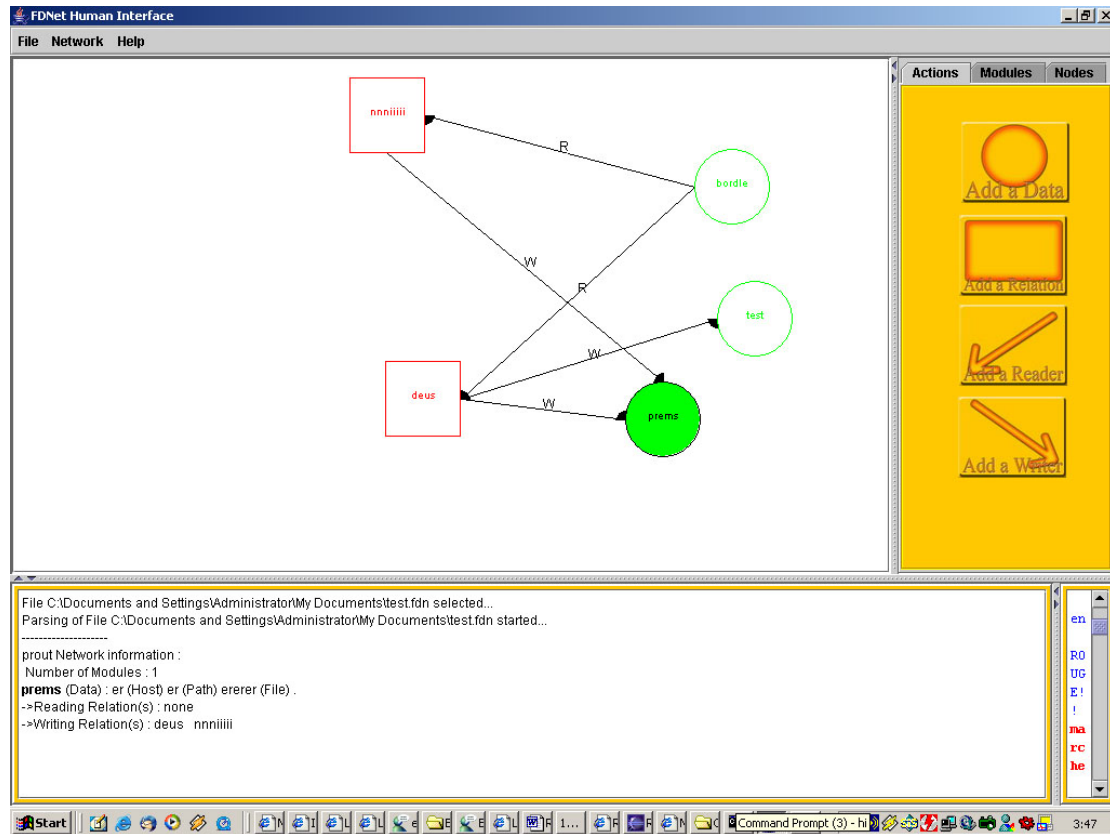 FDNet Human Interface
File Network Help
Actions Modules Nodes
nnniiiii
R
bordle
Add a Data
W
R
Add a Relation
test
W
Add a Reader
deus
W
prems
Add a Writer
File C:\Documents and Settings\Administrator\My Documents\test.fdn selected...
Parsing of File C:\Documents and Settings\Administrator\My Documents\test.fdn started...
--------------------
prout Network information :
Number of Modules : 1
prems (Data) : er (Host) er (Path) ererer (File) .
->Reading Relation(s) : none
->Writing Relation(s) : deus nnniiiii
en
RO
UG
E!
!
ma
rc
he
Start N I L L e E E L F 1... F F N C Command Prompt (3) - hi 3:47